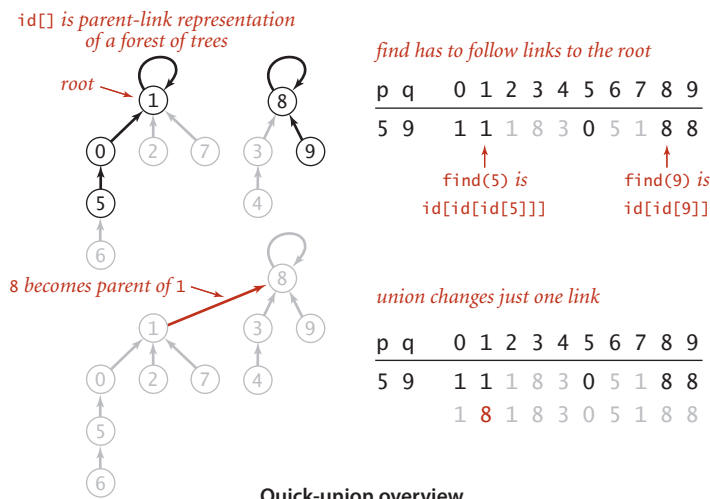 id[] is parent-link representation
of a forest of trees
root
1
8
0
2
7
3
9
5
4
6
find has to follow links to the root
p q 0 1 2 3 4 5 6 7 8 9
5 9 1 1 1 8 3 0 5 1 8 8
find(5) is
id[id[id[5]]]
find(9) is
id[id[9]]
8 becomes parent of 1
8
1
3
9
0
2
7
4
5
6
union changes just one link
p q 0 1 2 3 4 5 6 7 8 9
5 9 1 1 1 8 3 0 5 1 8 8
1 8 1 8 3 0 5 1 8 8
Quick-union overview